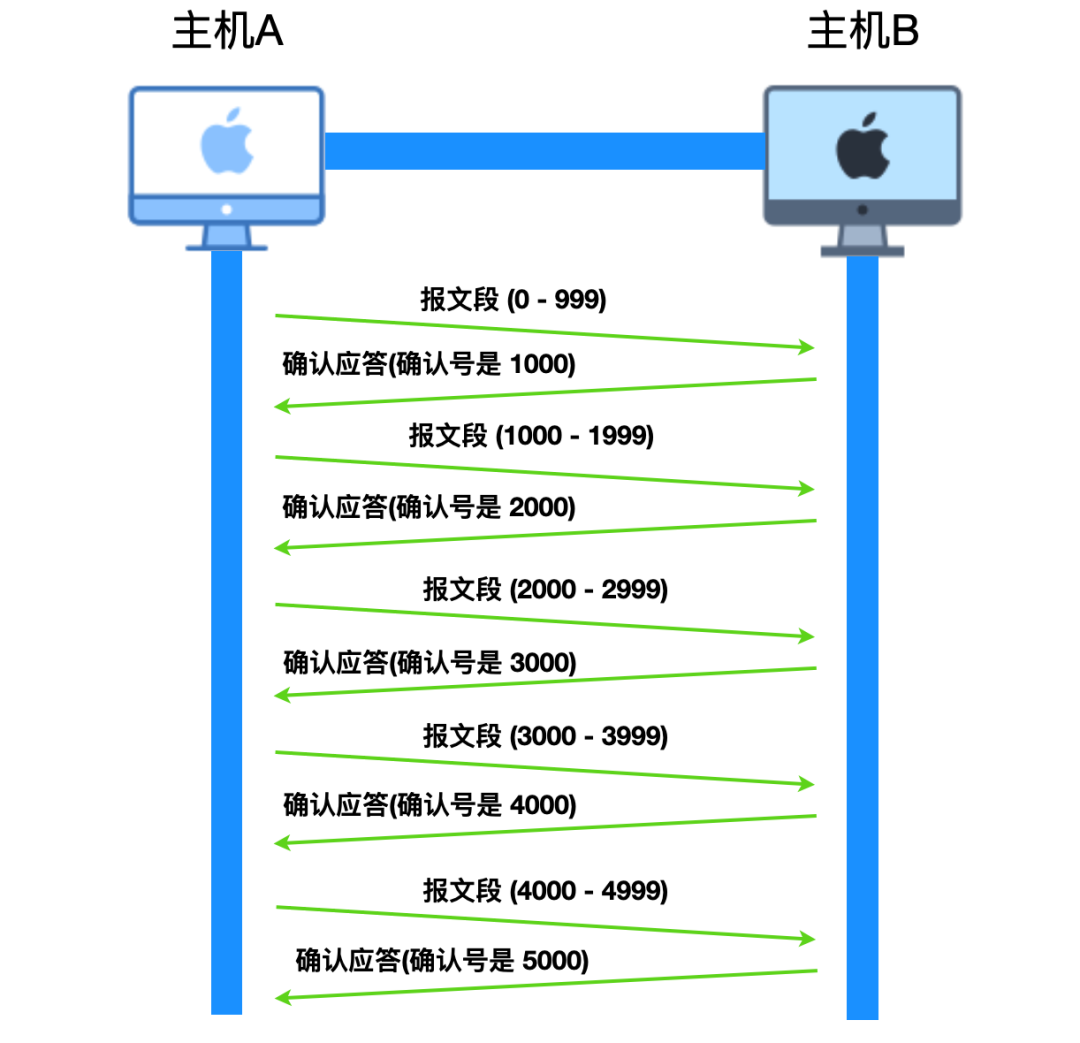 主机A
主机B
报文段 (0 - 999)
确认应答(确认号是 1000)
报文段 (1000 - 1999)
确认应答(确认号是 2000)
报文段 (2000 - 2999)
确认应答(确认号是 3000)
报文段 (3000 - 3999)
确认应答(确认号是 4000)
报文段 (4000 - 4999)
确认应答(确认号是 5000)